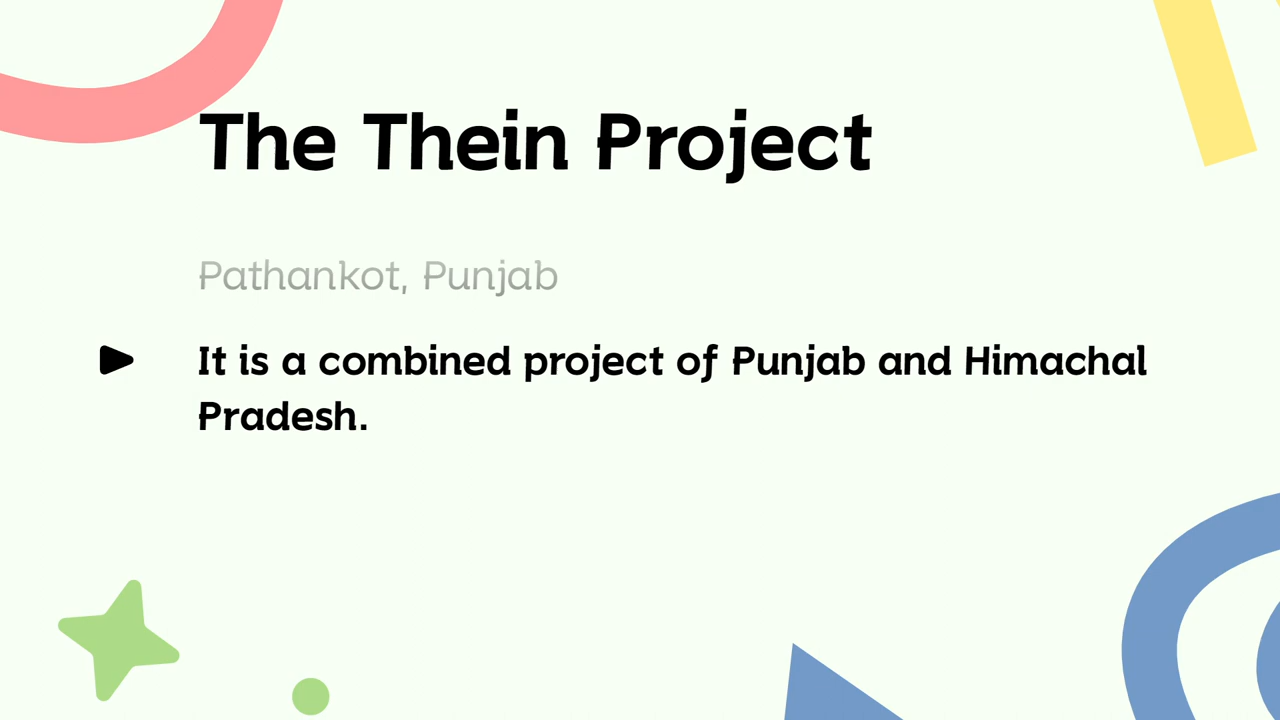 The Thein Project
Pathankot, Punjab
It is a combined project of Punjab and Himachal
Pradesh.